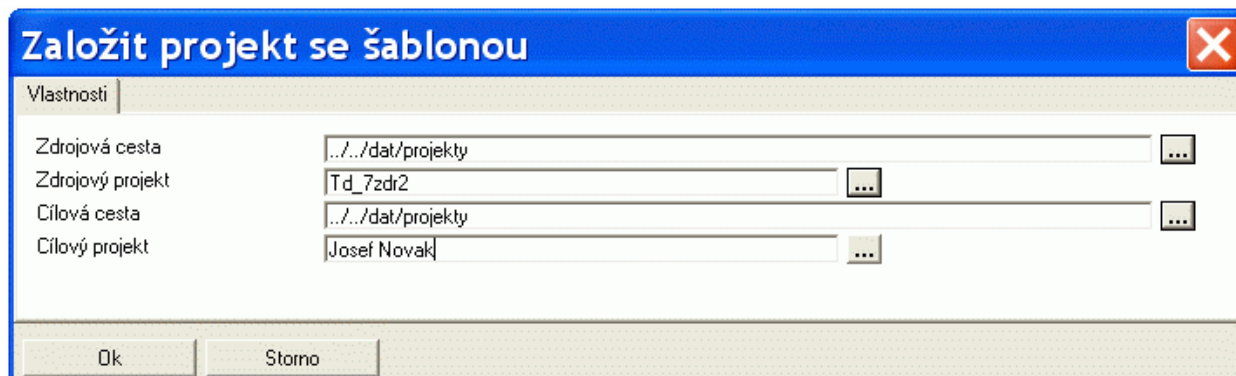 Založit projekt se šablonou
Vlastnosti
Zdrojová cesta ../../dat/projekty ...
Zdrojový projekt Td_7zdr2 ...
Cílová cesta ../../dat/projekty ...
Cílový projekt Josef Novak ...
Ok Storno